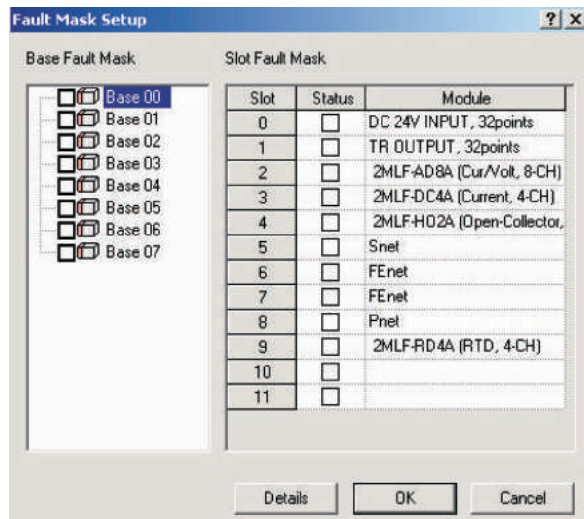 Fault Mask Setup
? x
Base Fault Mask
Base 00
Base 01
Base 02
Base 03
Base 04
Base 05
Base 06
Base 07
Slot Fault Mask
Slot Status Module
0 DC 24V INPUT, 32points
1 TR OUTPUT, 32points
2 2MLF-AD8A (Cur/Volt, 8-CH)
3 2MLF-DC4A (Current, 4-CH)
4 2MLF-HO2A (Open-Collector,
5 Snet
6 FEnet
7 FEnet
8 Pnet
9 2MLF-RD4A (RTD, 4-CH)
10
11
Details OK Cancel